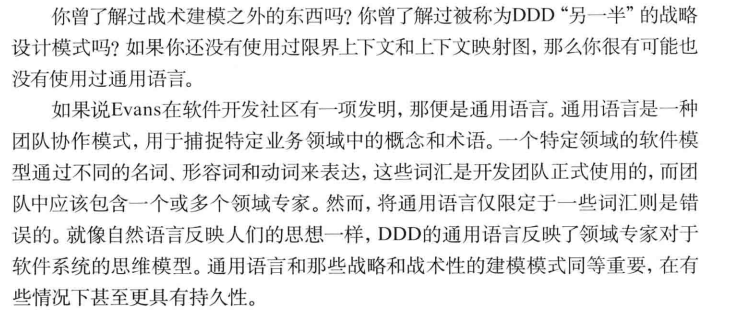 你曾了解过战术建模之外的东西吗？你曾了解过被称为DDD“另一半”的战略
设计模式吗？如果你还没有使用过限界上下文和上下文映射图，那么你很有可能也
没有使用过通用语言。
如果说Evans在软件开发社区有一项发明，那便是通用语言。通用语言是一种
团队协作模式，用于捕捉特定业务领域中的概念和术语。一个特定领域的软件模
型通过不同的名词、形容词和动词来表达，这些词汇是开发团队正式使用的，而团
队中应该包含一个或多个领域专家。然而，将通用语言仅限定于一些词汇则是错
误的。就像自然语言反映人们的思想一样，DDD的通用语言反映了领域专家对于
软件系统的思维模型。通用语言和那些战略和战术性的建模模式同等重要，在有
些情况下甚至更具有持久性。